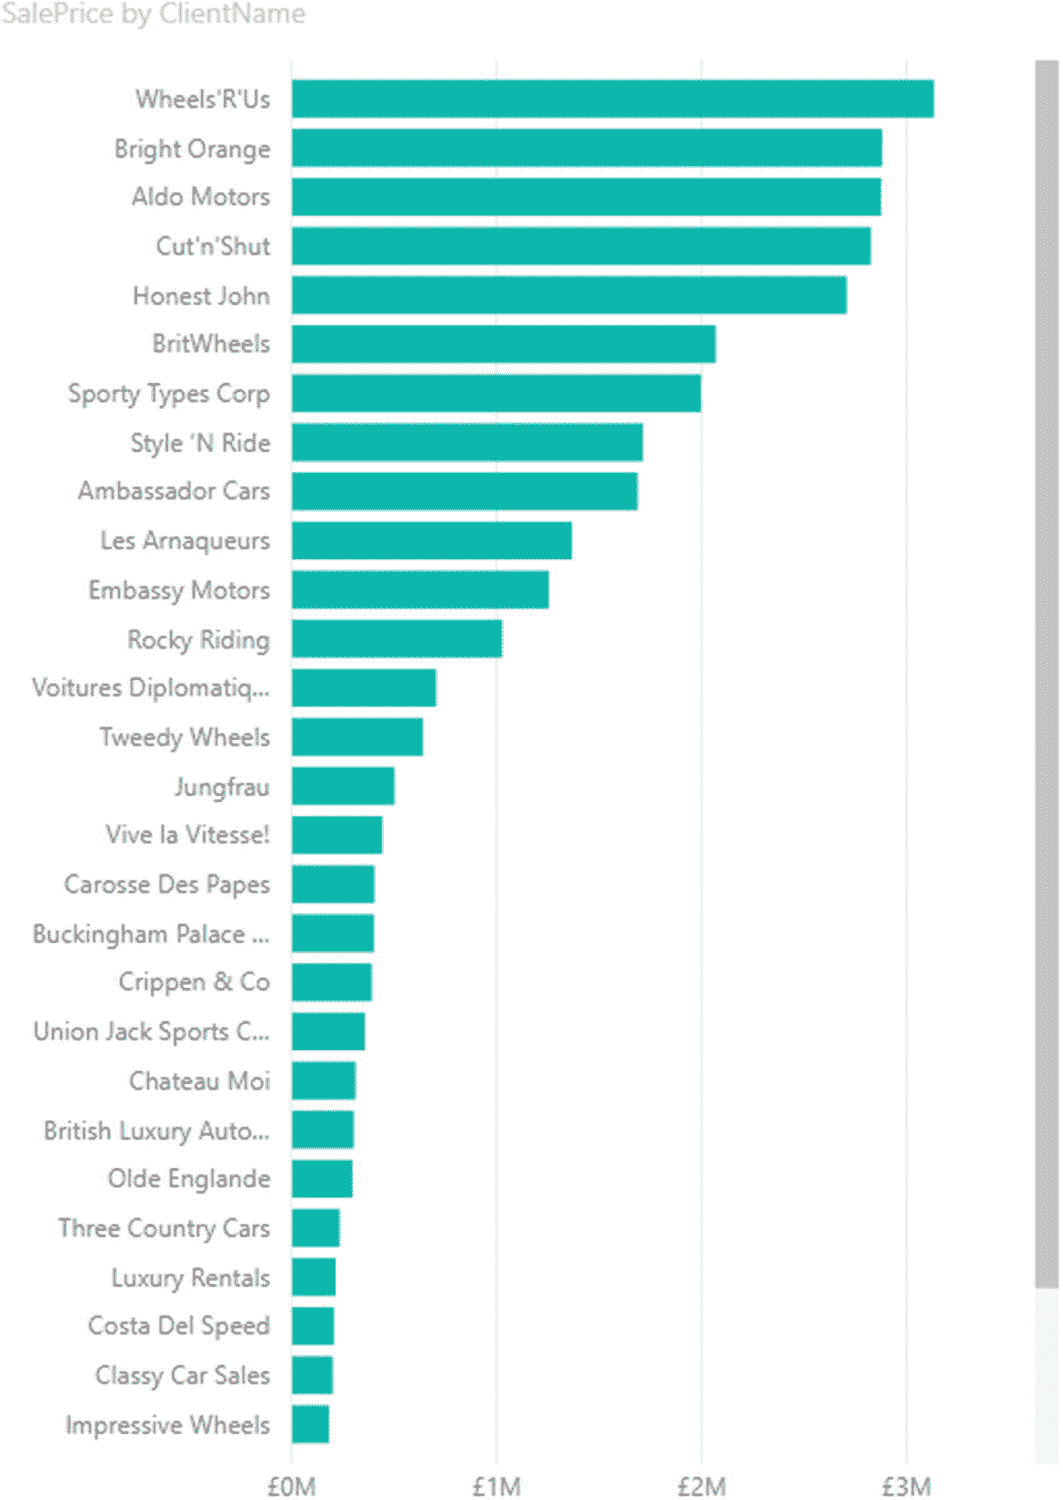 SalePrice by ClientName
Wheels'R'Us
Bright Orange
Aldo Motors
Cut'n'Shut
Honest John
BritWheels
Sporty Types Corp
Style ‘N Ride
Ambassador Cars
Les Arnaqueurs
Embassy Motors
Rocky Riding
Voitures Diplomatiq...
Tweedy Wheels
Jungfrau
Vive la Vitesse!
Carosse Des Papes
Buckingham Palace ...
Crippen & Co
Union Jack Sports C...
Chateau Moi
British Luxury Auto...
Olde Englande
Three Country Cars
Luxury Rentals
Costa Del Speed
Classy Car Sales
Impressive Wheels
£0M £1M £2M £3M